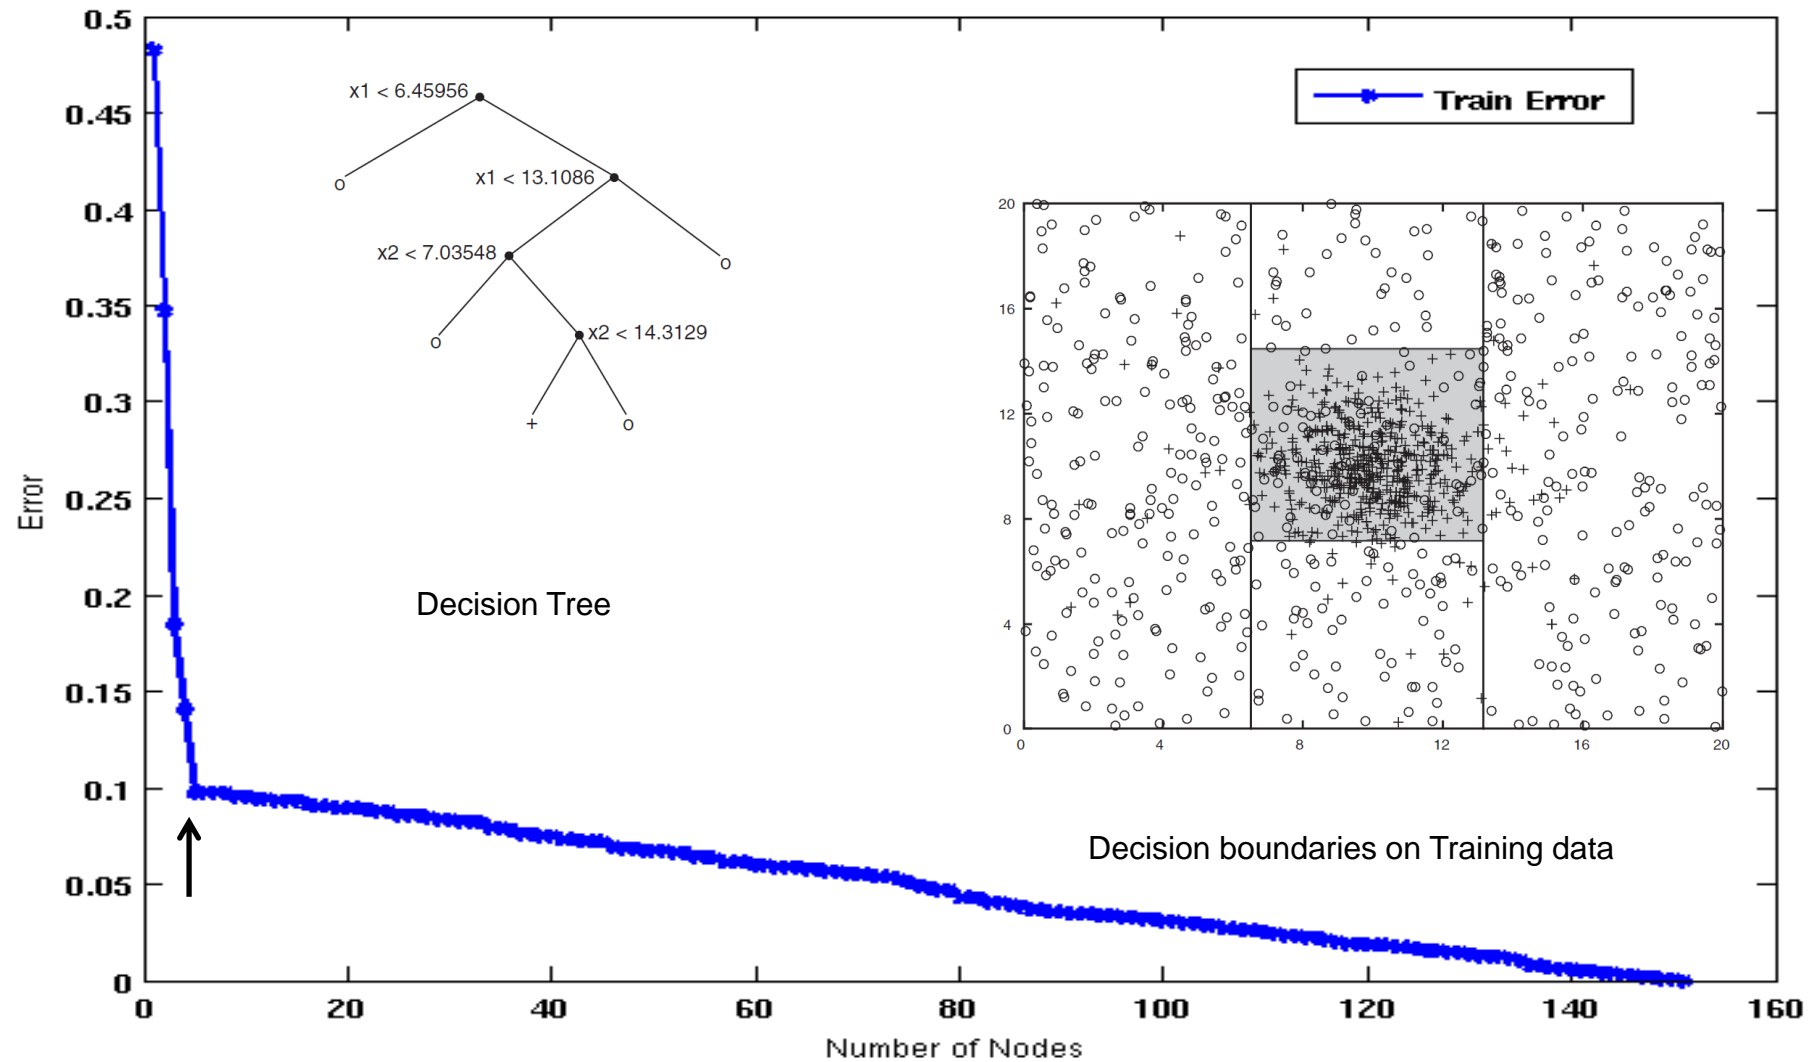 0.5
0.45
0.4
0.35
0.3
0.25
0.2
0.15
0.1
0.05
0
Error
0 20 40 60 80 100 120 140 160
Number of Nodes
x1 < 6.45956
o
x1 < 13.1086
x2 < 7.03548
o
o
x2 < 14.3129
+ o
Decision Tree
Train Error
20
16
12
8
4
0
0 4 8 12 16 20
Decision boundaries on Training data